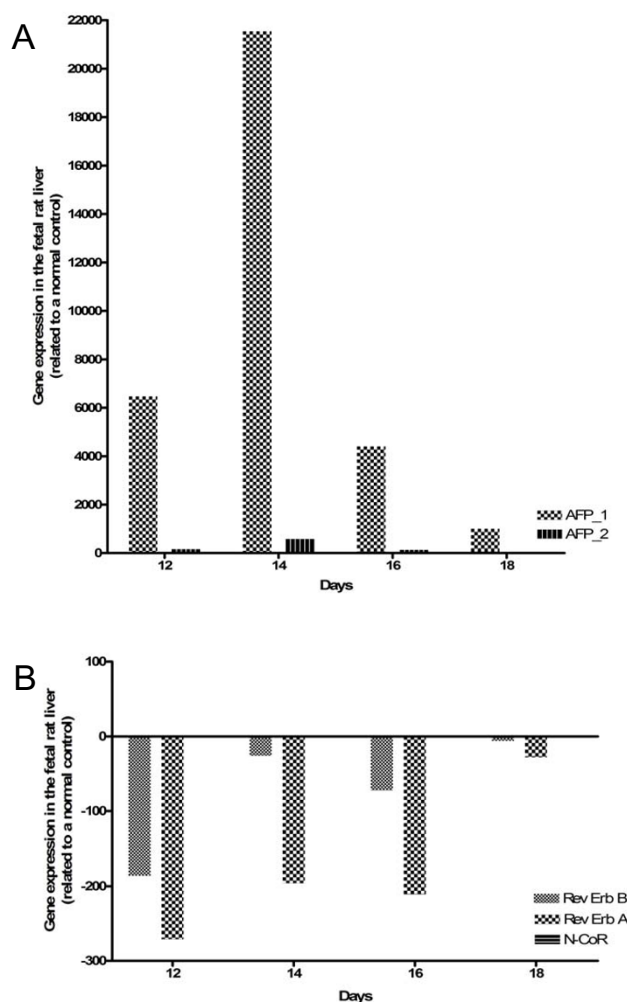 A
Gene expression in the fetal rat liver
(related to a normal control)
22000
20000
18000
16000
14000
12000
10000
8000
6000
4000
2000
0
12
14
16
18
Days
AFP_1
AFP_2
B
Gene expression in the fetal rat liver
(related to a normal control)
100
0
-100
-200
-300
12
14
16
18
Days
Rev Erb B
Rev Erb A
N-CoR